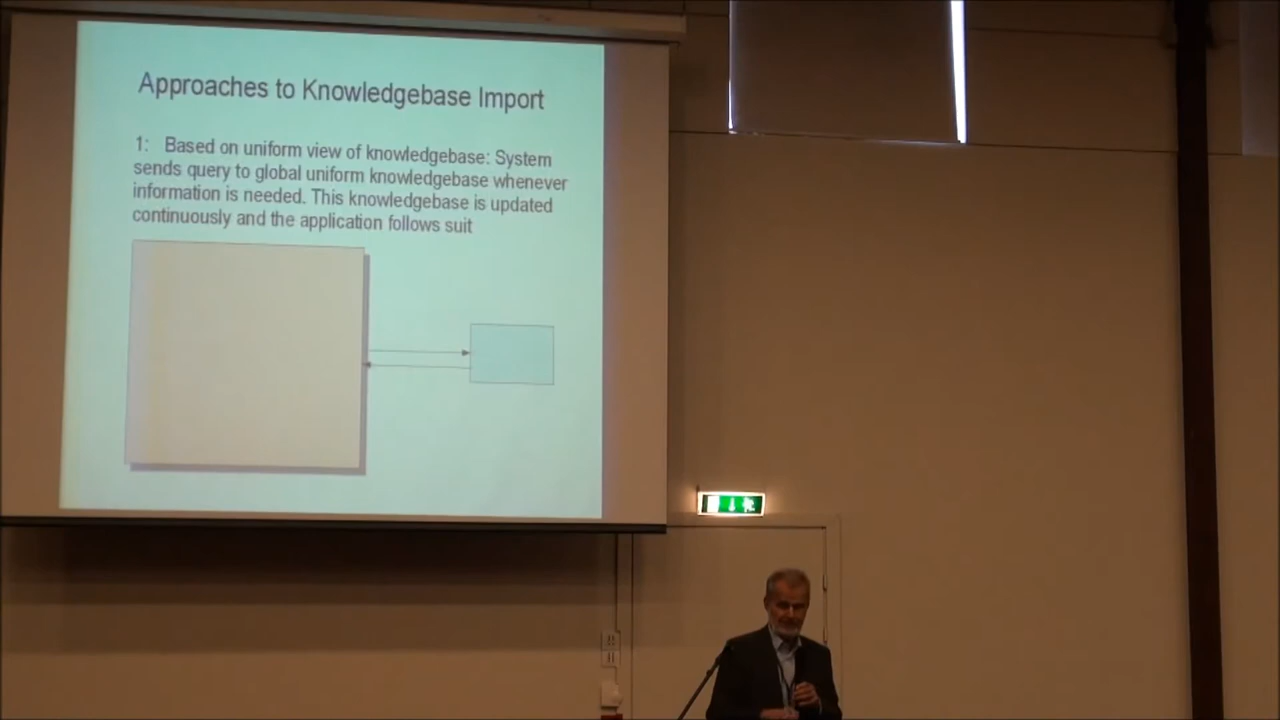 Approaches to Knowledgebase Import
1: Based on uniform view of knowledgebase: System
sends query to global uniform knowledgebase whenever
information is needed. This knowledgebase is updated
continuously and the application follows suit